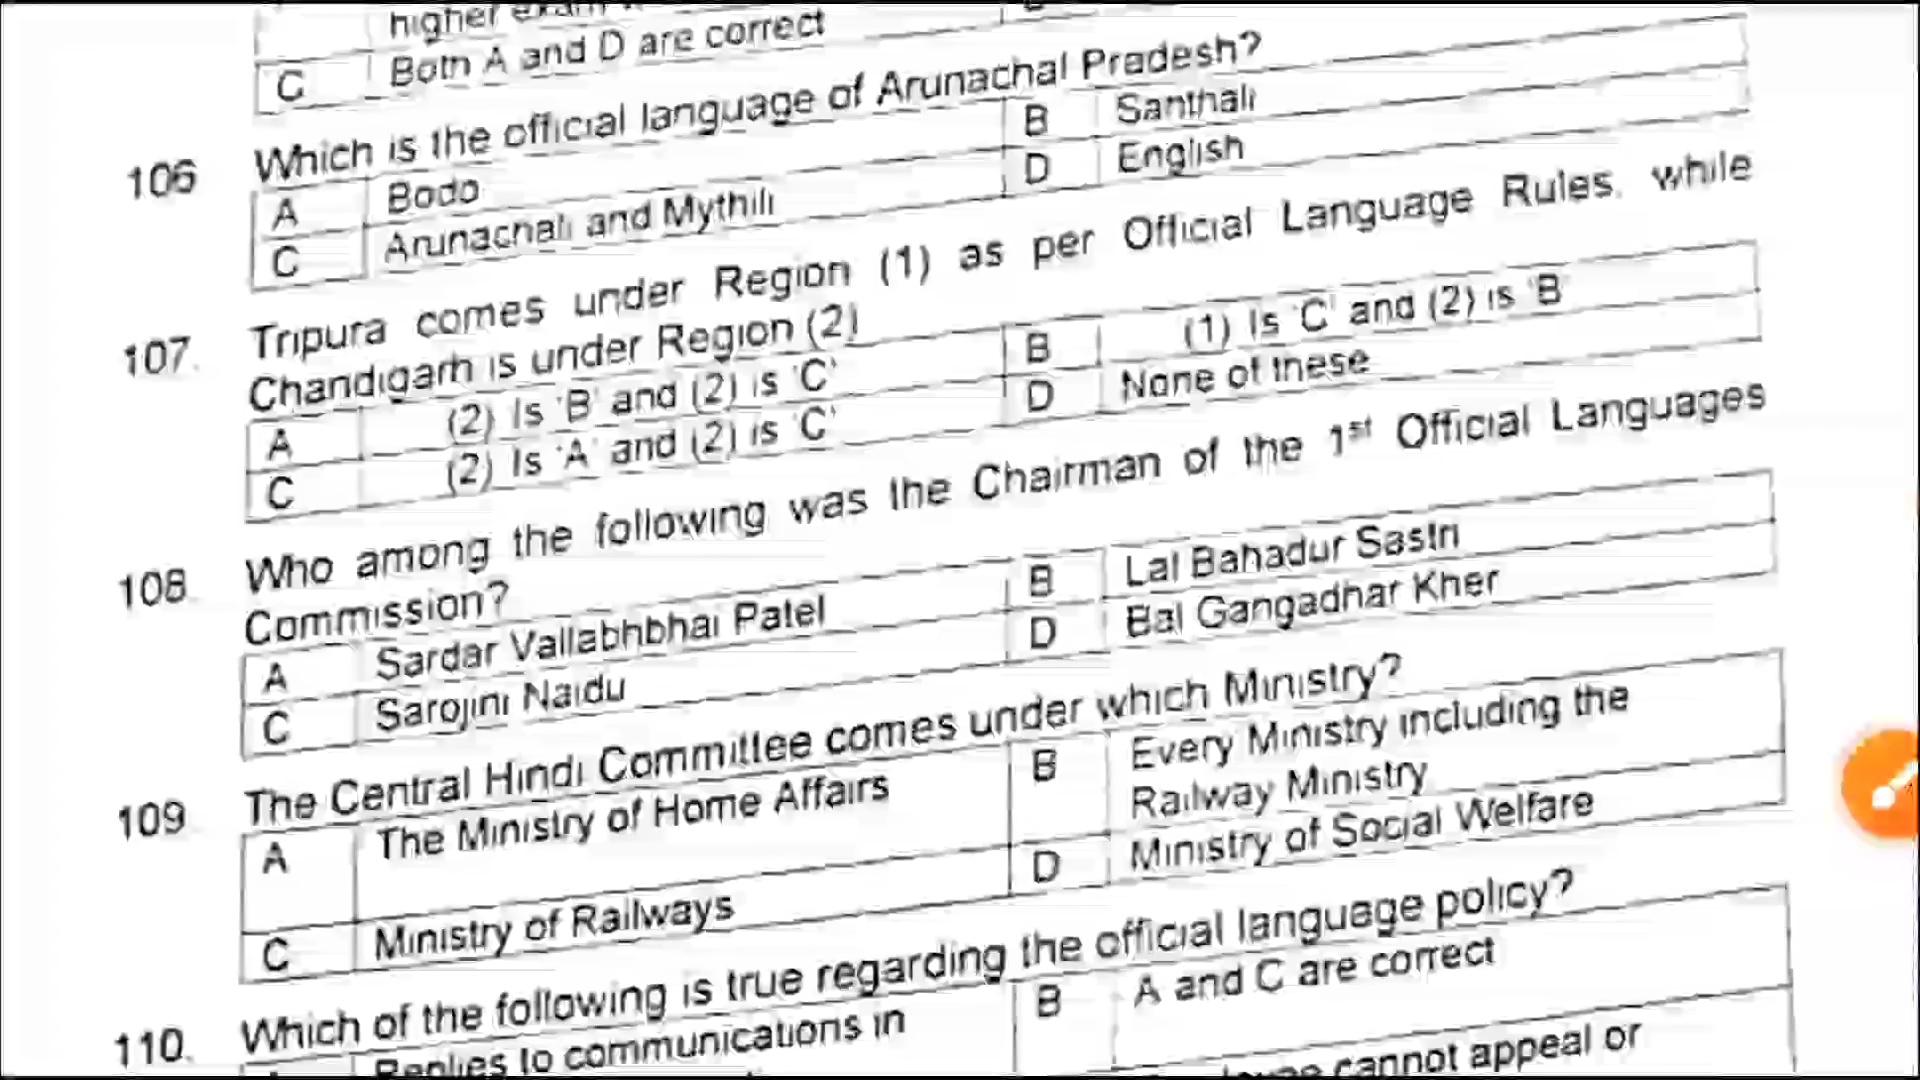 higher exam
C Both A and D are correct
106 Which is the official language of Arunachal Pradesh?
A Bodo B Santhali
C Arunachali and Mythili D English
107. Tripura comes under Region (1) as per Official Language Rules, while
Chandigarh is under Region (2)
A (2) Is 'B' and (2) is 'C' B (1) Is 'C' and (2) is 'B'
C (2) Is 'A' and (2) is 'C' D None of these
108. Who among the following was the Chairman of the 1st Official Languages
Commission?
A Sardar Vallabhbhai Patel B Lal Bahadur Sastri
C Sarojini Naidu D Bal Gangadhar Kher
109. The Central Hindi Committee comes under which Ministry?
A The Ministry of Home Affairs B Every Ministry including the
Railway Ministry
C Ministry of Railways D Ministry of Social Welfare
110. Which of the following is true regarding the official language policy?
Replies to communications in B A and C are correct
cannot appeal or